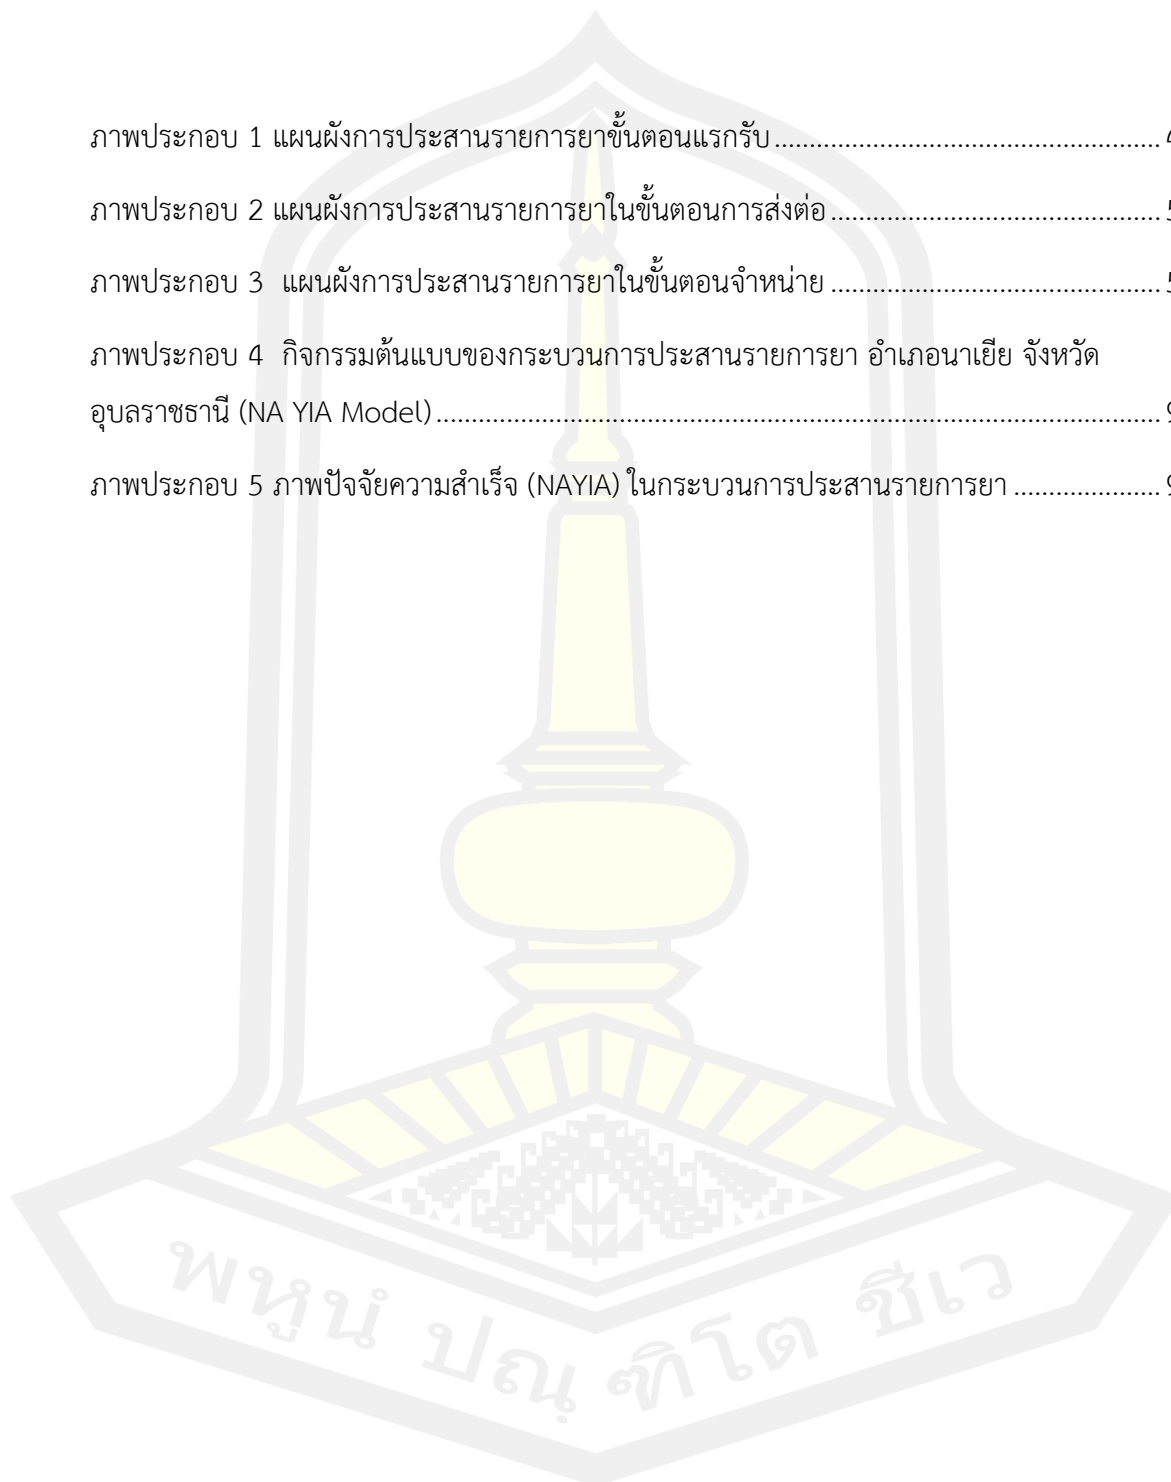 ภาพประกอบ 1 แผนผังการประสานรายการยาขั้นตอนแรกรับ
ภาพประกอบ 2 แผนผังการประสานรายการยาในขั้นตอนการส่งต่อ
ภาพประกอบ 3 แผนผังการประสานรายการยาในขั้นตอนจำหน่าย
ภาพประกอบ 4 กิจกรรมต้นแบบของกระบวนการประสานรายการยา อำเภอนาเยีย จังหวัด
อุบลราชธานี (NA YIA Model)
ภาพประกอบ 5 ภาพปัจจัยความสำเร็จ (NAYIA) ในกระบวนการประสานรายการยา
พหูนํ ปณฺฑิโต ชีเว